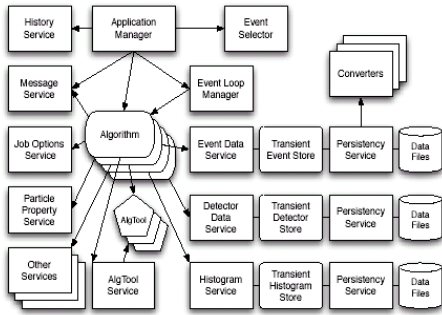 History
Service
Application
Manager
Event
Selector
Message
Service
Event Loop
Manager
Converters
Algorithm
Job Options
Service
Event Data
Service
Transient
Event Store
Persistency
Service
Data
Files
Particle
Property
Service
AlgTool
Detector
Data
Service
Transient
Detector
Store
Persistency
Service
Data
Files
Other
Services
AlgTool
Service
Histogram
Service
Transient
Histogram
Store
Persistency
Service
Data
Files